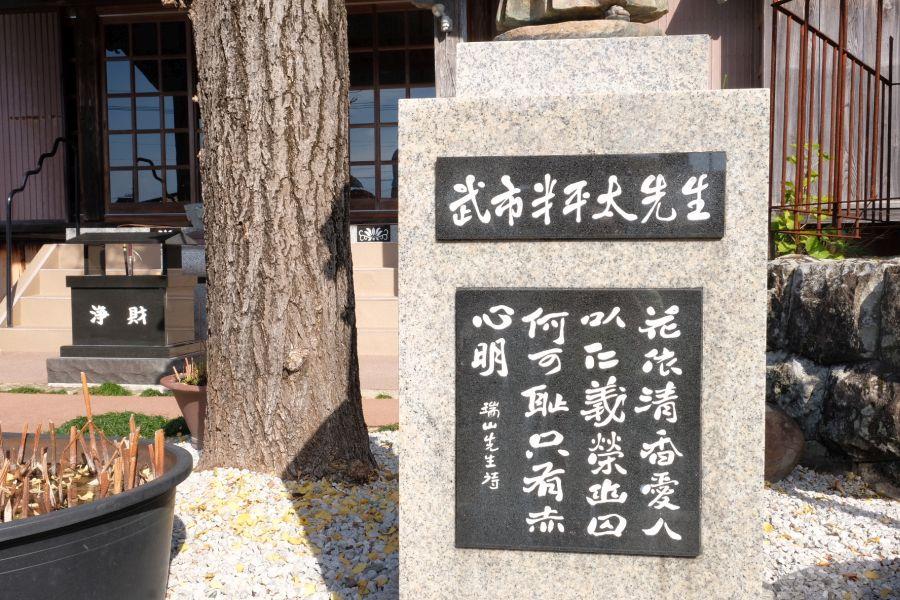 武市半平太先生
花依清香愛人
以仁義榮幽囚
何可恥只有赤
心明
瑞山先生詩
浄財